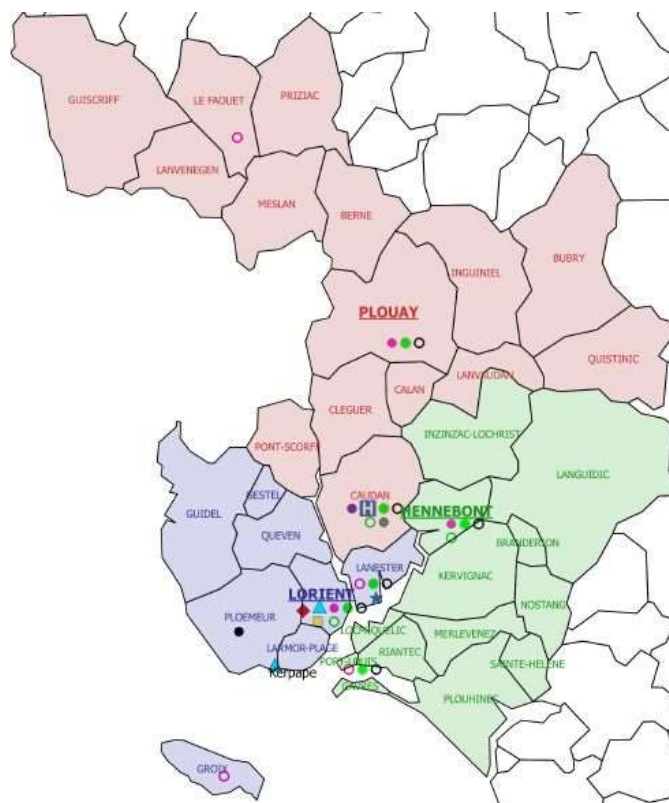 GUISCRIFF
LE FAOUET
PRIZIAC
LANVENEGEN
MESLAN
BERNE
INGUINIEL
BUBRY
PLOUAY
QUISTINIC
LANVAUDAN
CALAN
CLEGUER
INZINZAC-LOCHRIST
PONT-SCORFF
LANGUIDIC
CAUDAN
H
HENNEBONT
GESTEL
GUIDEL
QUEVEN
BRANDERION
LANESTER
KERVIGNAC
LORIENT
NOSTANG
PLOEMEUR
LOCMIQUELIC
MERLEVENEZ
LARMOR-PLAGE
RIANTEC
PORT-LOUIS
SAINTE-HELENE
Kerpape
GAVRES
PLOUHINEC
GROIX